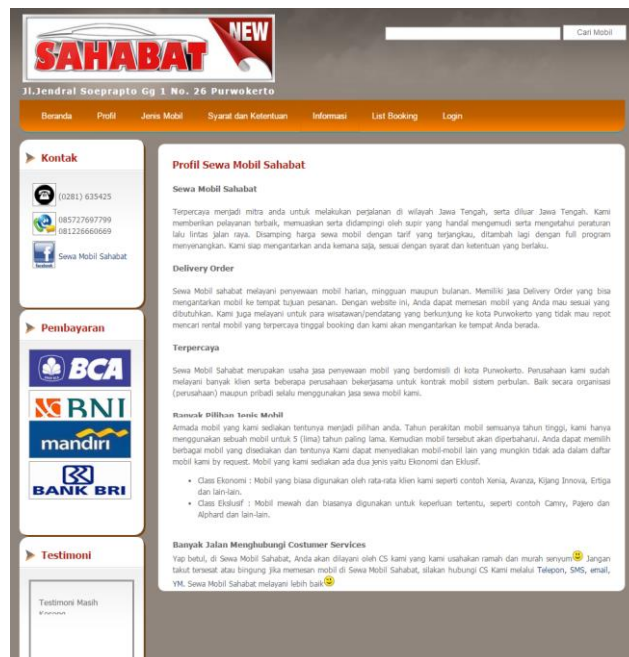 SAHABAT
NEW
Cari Mobil
Jl.Jendral Soeprapto Gg 1 No. 26 Purwokerto
Beranda Profil Jenis Mobil Syarat dan Ketentuan Informasi List Booking Login
Kontak
(0281) 635425
085727697799
081226660669
facebook
Sewa Mobil Sahabat
Pembayaran
BCA
BNI
mandiri
BANK BRI
Testimoni
Testimoni Masih
Kosong
Profil Sewa Mobil Sahabat
Sewa Mobil Sahabat
Terpercaya menjadi mitra anda untuk melakukan perjalanan di wilayah Jawa Tengah, serta diluar Jawa Tengah. Kami
memberikan pelayanan terbaik, memuaskan serta didampingi oleh supir yang handal mengemudi serta mengetahui peraturan
lalu lintas jalan raya. Disamping harga sewa mobil dengan tarif yang terjangkau, ditambah lagi dengan full program
menyenangkan. Kami siap mengantarkan anda kemana saja, sesuai dengan syarat dan ketentuan yang berlaku.
Delivery Order
Sewa Mobil sahabat melayani penyewaan mobil harian, mingguan maupun bulanan. Memiliki jasa Delivery Order yang bisa
mengantarkan mobil ke tempat tujuan pesanan. Dengan website ini, Anda dapat memesan mobil yang Anda mau sesuai yang
dibutuhkan. Kami juga melayani untuk para wisatawan/pendatang yang berkunjung ke kota Purwokerto yang tidak mau repot
mencari rental mobil yang terpercaya tinggal booking dan kami akan mengantarkan ke tempat Anda berada.
Terpercaya
Sewa Mobil Sahabat merupakan usaha jasa penyewaan mobil yang berdomisili di kota Purwokerto. Perusahaan kami sudah
melayani banyak klien serta beberapa perusahaan bekerjasama untuk kontrak mobil sistem perbulan. Baik secara organisasi
(perusahaan) maupun pribadi selalu menggunakan jasa sewa mobil kami.
Banyak Pilihan Jenis Mobil
Armada mobil yang kami sediakan tentunya menjadi pilihan anda. Tahun perakitan mobil semuanya tahun tinggi, kami hanya
menggunakan sebuah mobil untuk 5 (lima) tahun paling lama. Kemudian mobil tersebut akan diperbaharui. Anda dapat memilih
berbagai mobil yang disediakan dan tentunya Kami dapat menyediakan mobil-mobil lain yang mungkin tidak ada dalam daftar
mobil kami by request. Mobil yang kami sediakan ada dua jenis yaitu Ekonomi dan Eklusif.
• Class Ekonomi : Mobil yang biasa digunakan oleh rata-rata klien kami seperti contoh Xenia, Avanza, Kijang Innova, Ertiga
dan lain-lain.
• Class Ekslusif : Mobil mewah dan biasanya digunakan untuk keperluan tertentu, seperti contoh Camry, Pajero dan
Alphard dan lain-lain.
Banyak Jalan Menghubungi Costumer Services
Yap betul, di Sewa Mobil Sahabat, Anda akan dilayani oleh CS kami yang kami usahakan ramah dan murah senyum Jangan
takut tersesat atau bingung jika memesan mobil di Sewa Mobil Sahabat, silakan hubungi CS Kami melalui Telepon, SMS, email,
YM. Sewa Mobil Sahabat melayani lebih baik